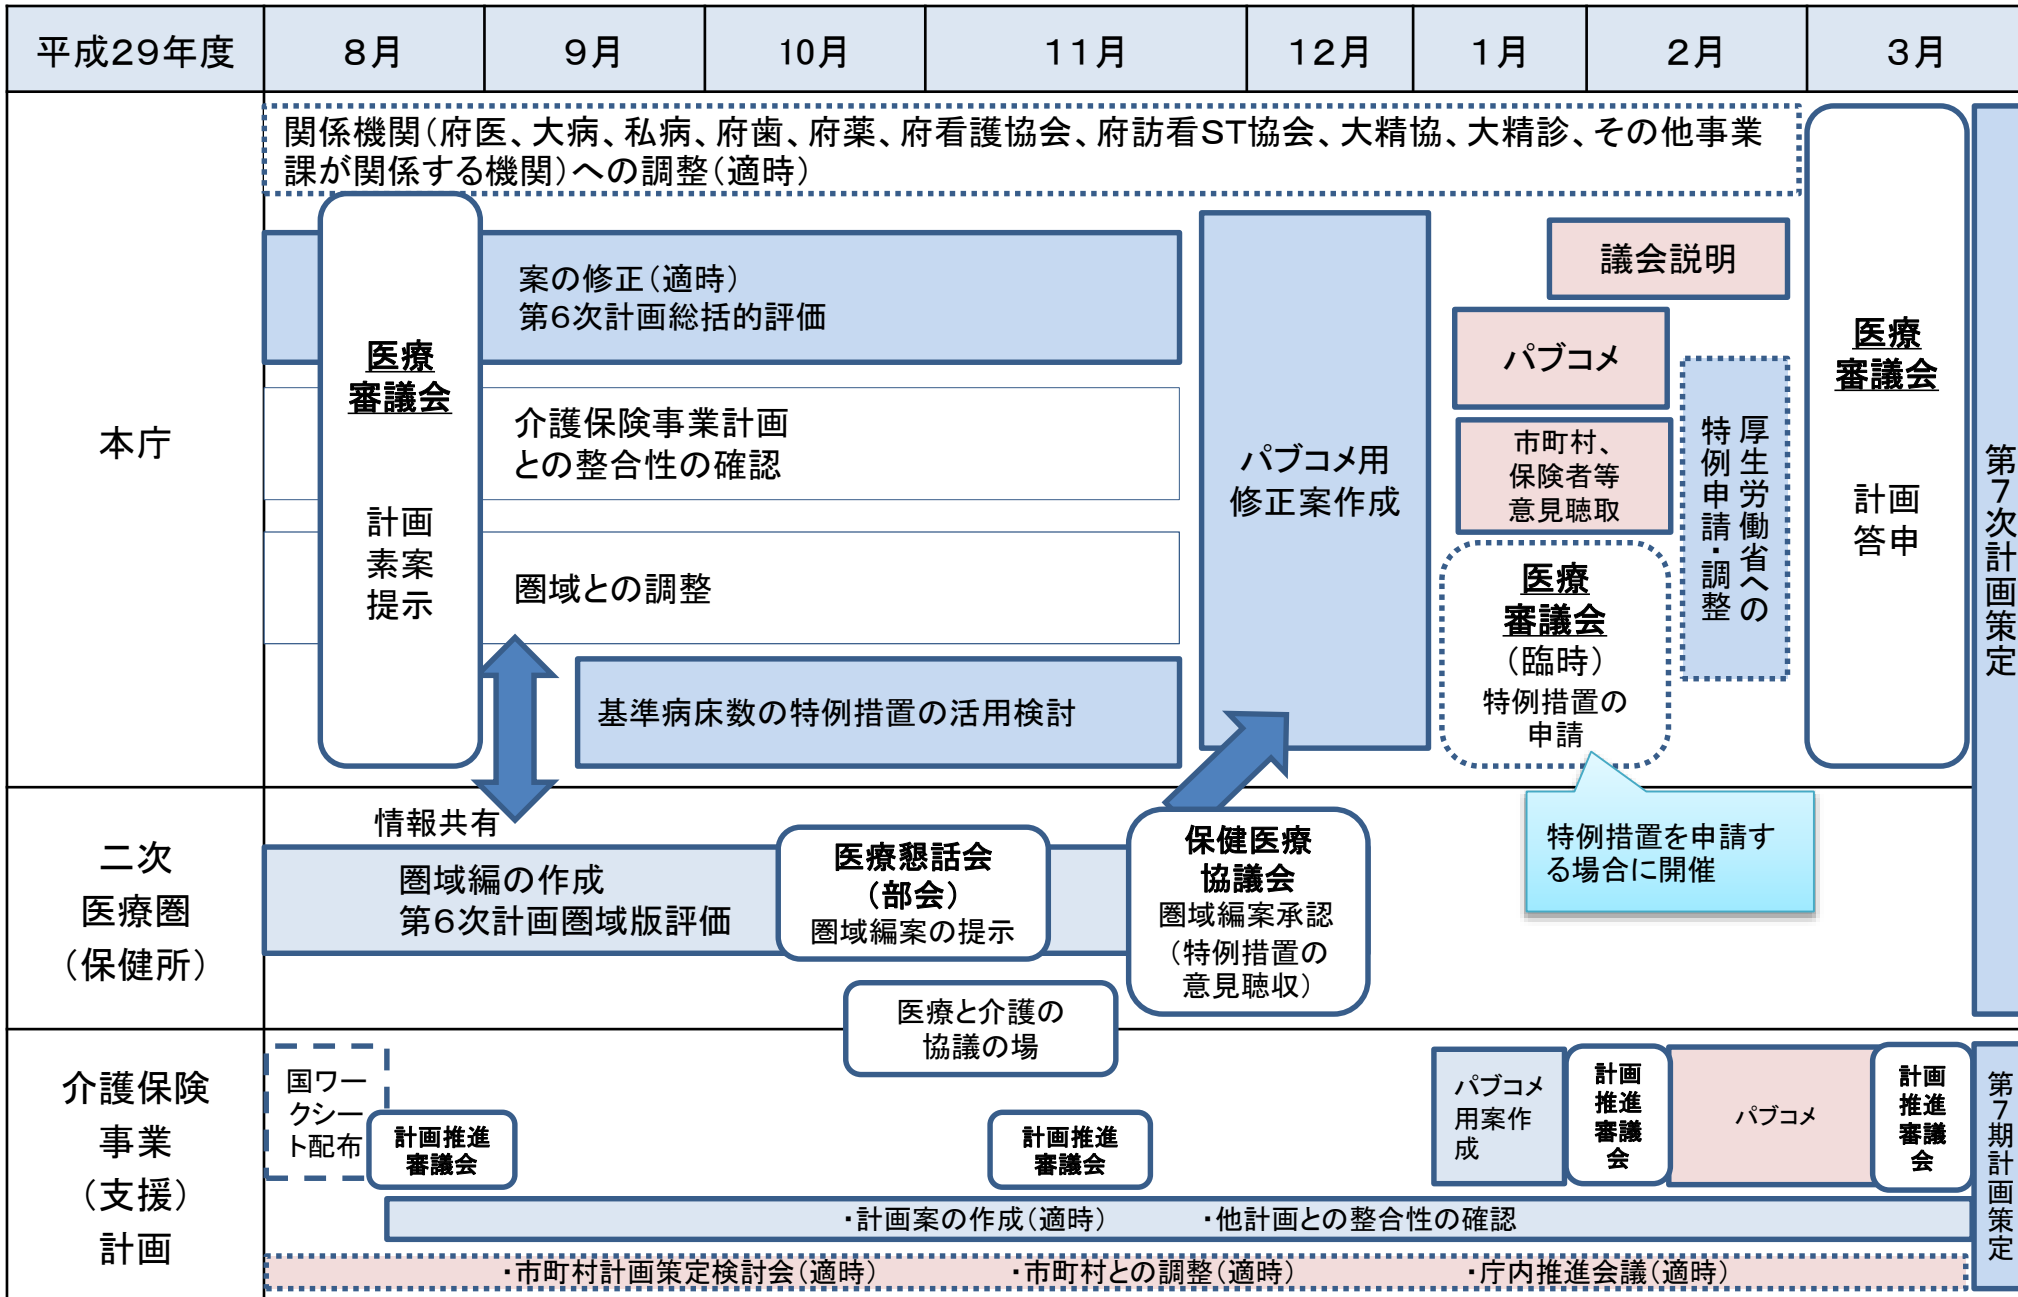 平成29年度
8月
9月
10月
11月
12月
1月
2月
3月
本庁
関係機関(府医、大病、私病、府歯、府薬、府看護協会、府訪看ST協会、大精協、大精診、その他事業
課が関係する機関)への調整(適時)
医療
審議会
計画
素案
提示
案の修正(適時)
第6次計画総括的評価
介護保険事業計画
との整合性の確認
圏域との調整
基準病床数の特例措置の活用検討
パブコメ用
修正案作成
議会説明
パブコメ
市町村、
保険者等
意見聴取
医療
審議会
(臨時)
特例措置の
申請
厚生労働省への
特例申請・調整
医療
審議会
計画
答申
第7次計画策定
特例措置を申請す
る場合に開催
二次
医療圏
(保健所)
情報共有
圏域編の作成
第6次計画圏域版評価
医療懇話会
(部会)
圏域編案の提示
保健医療
協議会
圏域編案承認
(特例措置の
意見聴収)
医療と介護の
協議の場
介護保険
事業
(支援)
計画
国ワー
クシー
ト配布
計画推進
審議会
計画推進
審議会
パブコメ
用案作
成
計画
推進
審議
会
パブコメ
計画
推進
審議
会
第7期計画策定
・計画案の作成(適時) ・他計画との整合性の確認
・市町村計画策定検討会(適時) ・市町村との調整(適時) ・庁内推進会議(適時)